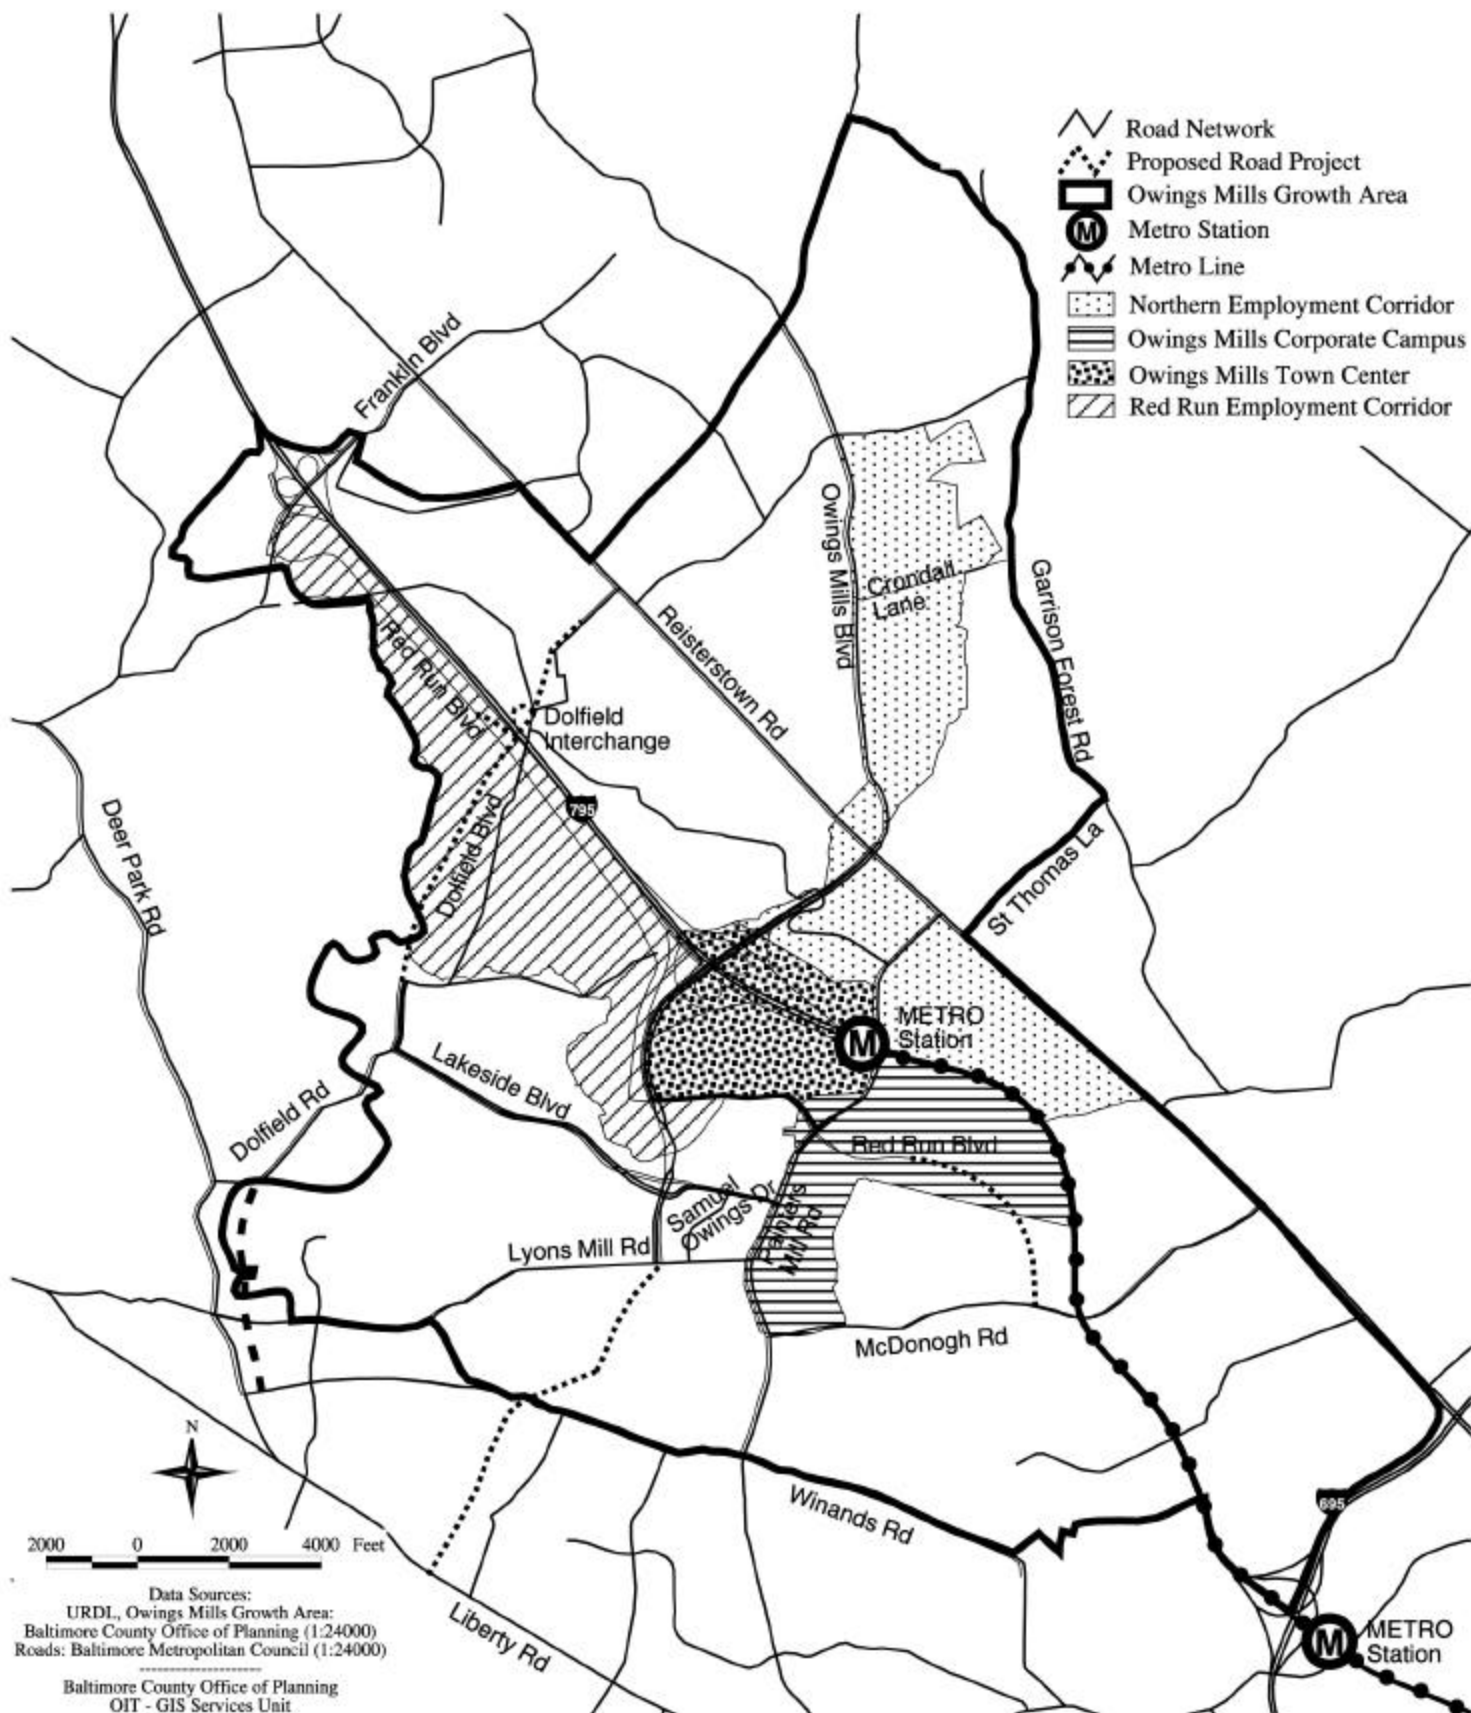 Road Network
Proposed Road Project
Owings Mills Growth Area
M
Metro Station
Metro Line
Northern Employment Corridor
Owings Mills Corporate Campus
Owings Mills Town Center
Red Run Employment Corridor
Franklin Blvd
Owings Mills Blvd
Crondall
Lane
Garrison Forest Rd
Reisterstown Rd
Red Run Blvd
Dolfield
Interchange
795
Deer Park Rd
Dolfield Blvd
St Thomas La
METRO
Station
M
Lakeside Blvd
Dolfield Rd
Red Run Blvd
Samuel
Owings Dr
Painters
Mill Rd
Lyons Mill Rd
McDonogh Rd
N
Winands Rd
695
2000 0 2000 4000 Feet
Data Sources:
URDL, Owings Mills Growth Area:
Baltimore County Office of Planning (1:24000)
Roads: Baltimore Metropolitan Council (1:24000)
Baltimore County Office of Planning
OIT - GIS Services Unit
Liberty Rd
M
METRO
Station